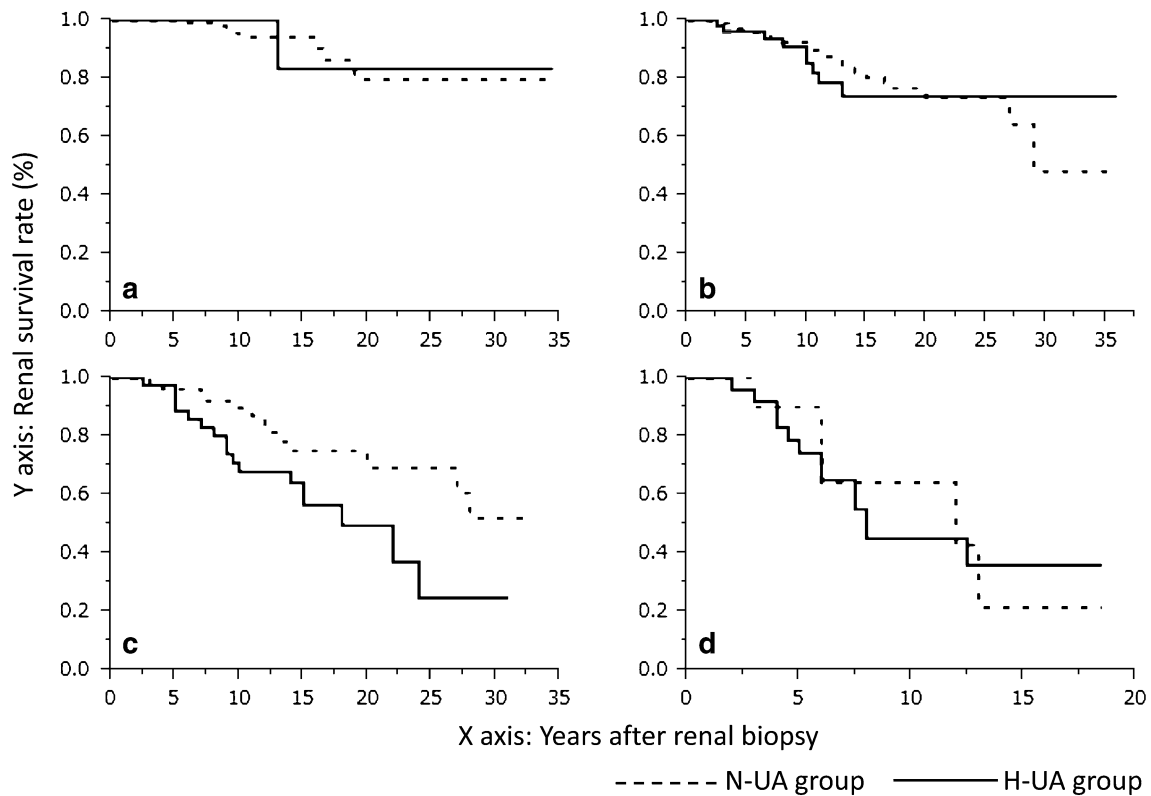 Y axis: Renal survival rate (%)
1.0
0.8
0.6
0.4
0.2
0.0
a
0 5 10 15 20 25 30 35
1.0
0.8
0.6
0.4
0.2
0.0
b
0 5 10 15 20 25 30 35
1.0
0.8
0.6
0.4
0.2
0.0
c
0 5 10 15 20 25 30 35
1.0
0.8
0.6
0.4
0.2
0.0
d
0 5 10 15 20
X axis: Years after renal biopsy
N-UA group H-UA group